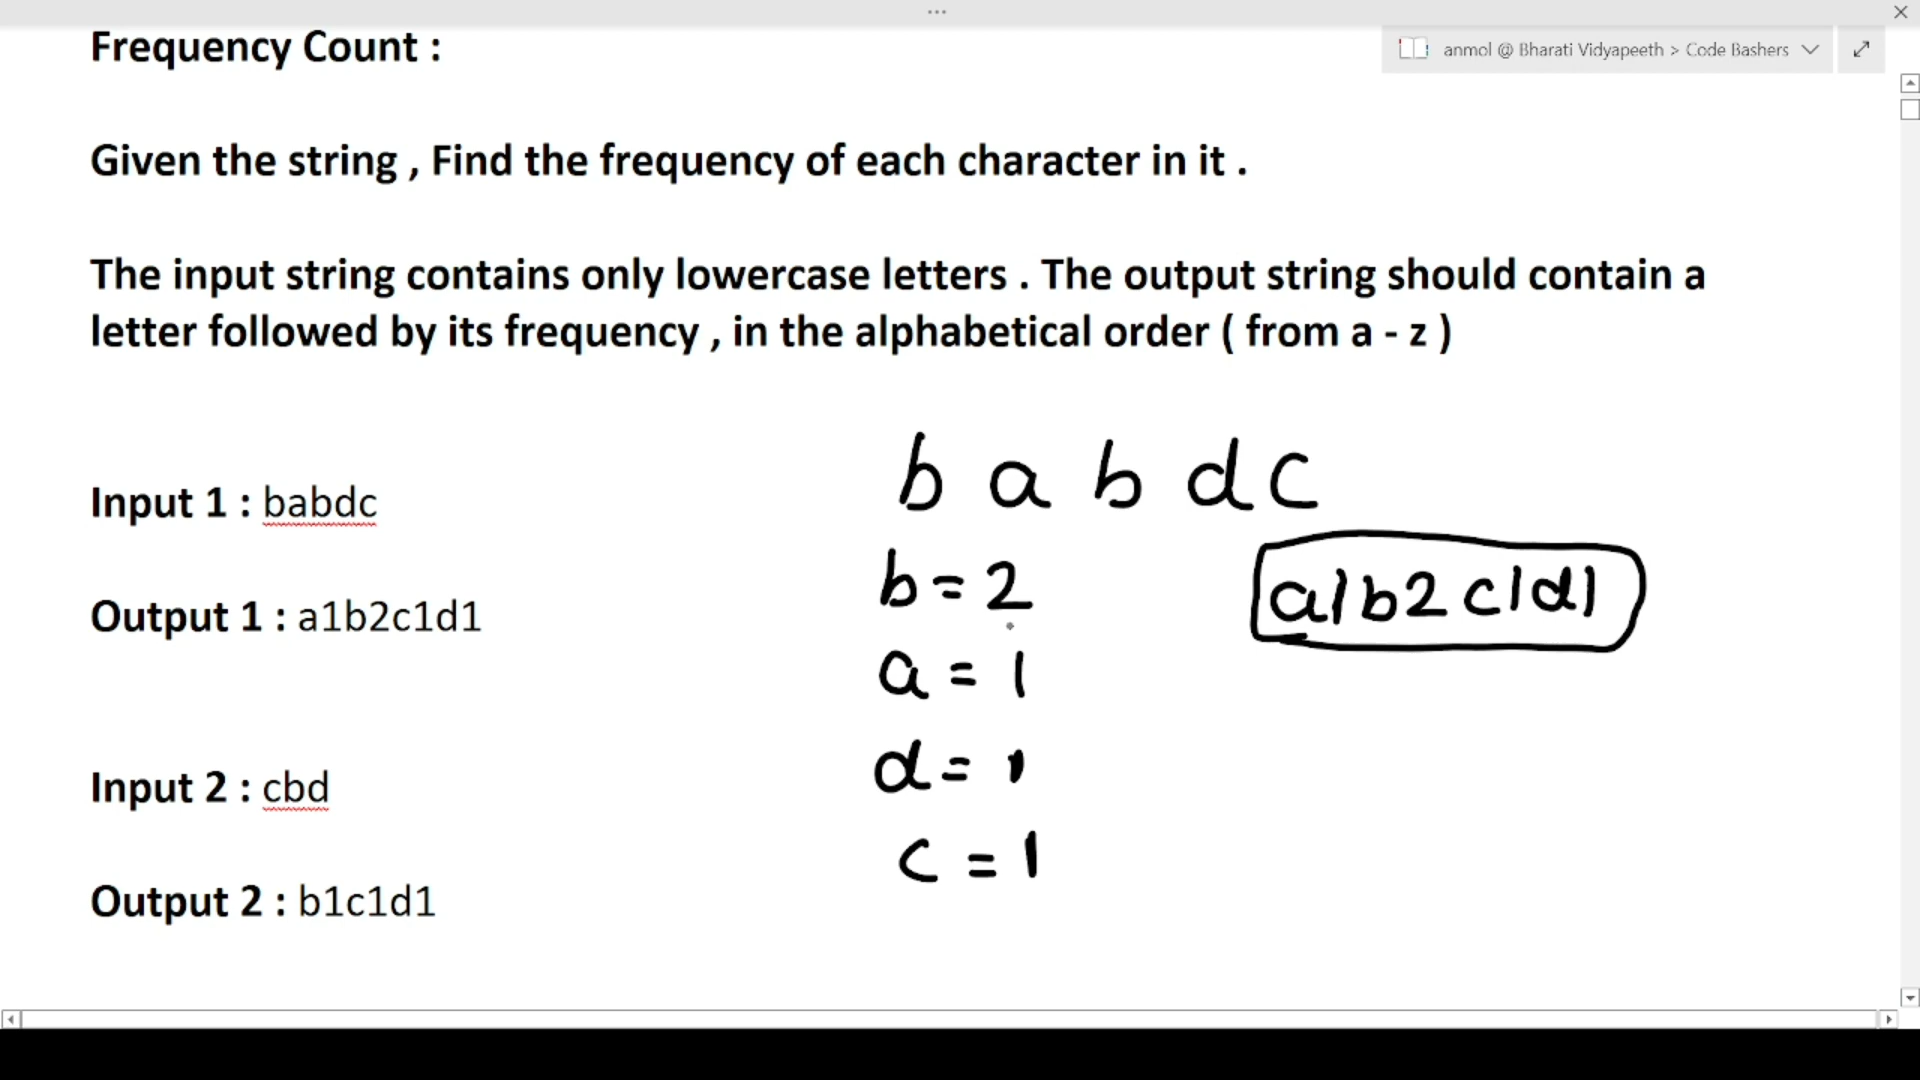 Frequency Count :
anmol @ Bharati Vidyapeeth > Code Bashers
Given the string , Find the frequency of each character in it .
The input string contains only lowercase letters . The output string should contain a
letter followed by its frequency , in the alphabetical order ( from a - z )
b a b d c
Input 1 : babdc
b = 2
a1b2c1d1
Output 1 : a1b2c1d1
a = 1
d = 1
Input 2 : cbd
c = 1
Output 2 : b1c1d1